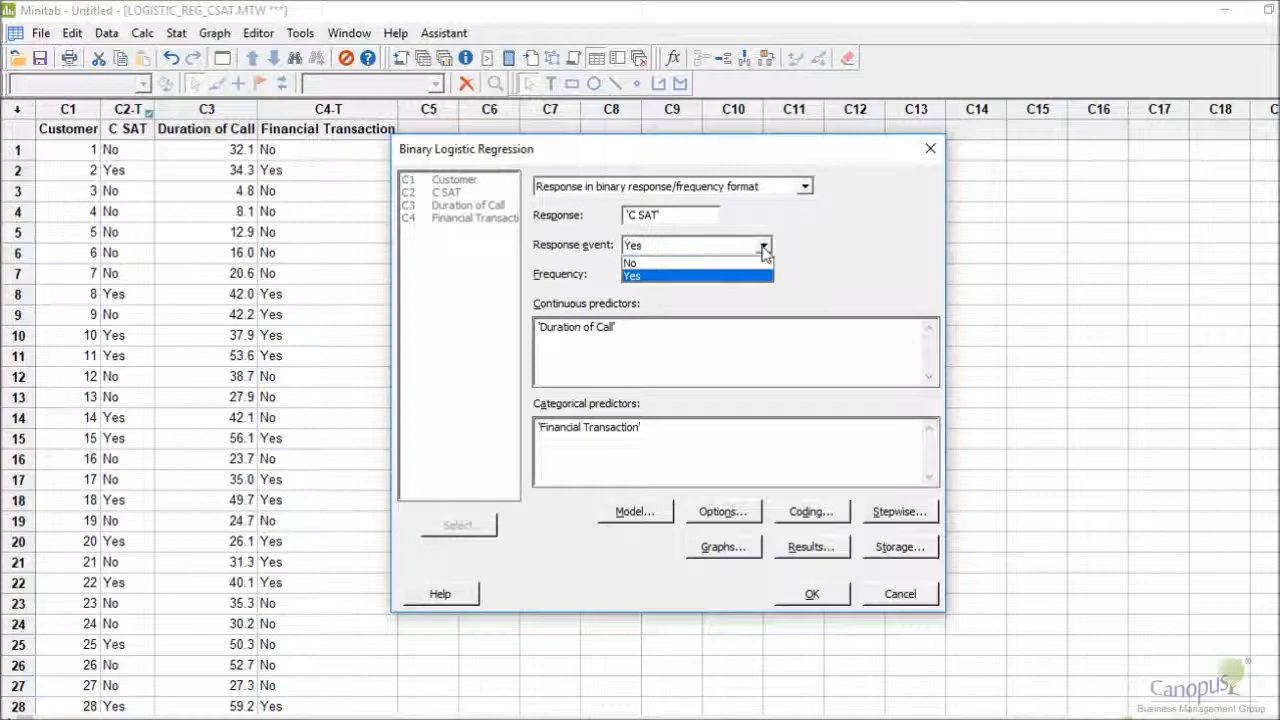 Minitab - Untitled - [LOGISTIC_REG_CSAT.MTW ***]
File Edit Data Calc Stat Graph Editor Tools Window Help Assistant
C1 C2-T C3 C4-T C5 C6 C7 C8 C9 C10 C11 C12 C13 C14 C15 C16 C17 C18
Customer C SAT Duration of Call Financial Transaction
1 1 No 32.1 No
2 2 Yes 34.3 Yes
3 3 No 4.8 No
4 4 No 8.1 No
5 5 No 12.9 No
6 6 No 16.0 No
7 7 No 20.6 No
8 8 Yes 42.0 Yes
9 9 No 42.2 No
10 10 Yes 37.9 Yes
11 11 Yes 53.6 Yes
12 12 No 38.7 No
13 13 No 27.9 No
14 14 Yes 42.1 No
15 15 Yes 56.1 Yes
16 16 No 23.7 No
17 17 No 35.0 Yes
18 18 Yes 49.7 Yes
19 19 No 24.7 No
20 20 Yes 26.1 Yes
21 21 No 31.3 Yes
22 22 Yes 40.1 Yes
23 23 No 35.3 No
24 24 No 30.2 No
25 25 Yes 50.3 No
26 26 No 52.7 No
27 27 No 27.3 No
28 28 Yes 59.2 Yes
Binary Logistic Regression
C1 Customer
C2 C SAT
C3 Duration of Call
C4 Financial Transacti
Select
Response in binary response/frequency format
Response: 'C SAT'
Response event: Yes
No
Yes
Frequency:
Continuous predictors:
'Duration of Call'
Categorical predictors:
'Financial Transaction'
Model... Options... Coding... Stepwise...
Graphs... Results... Storage...
Help OK Cancel
Canopus
Business Management Group